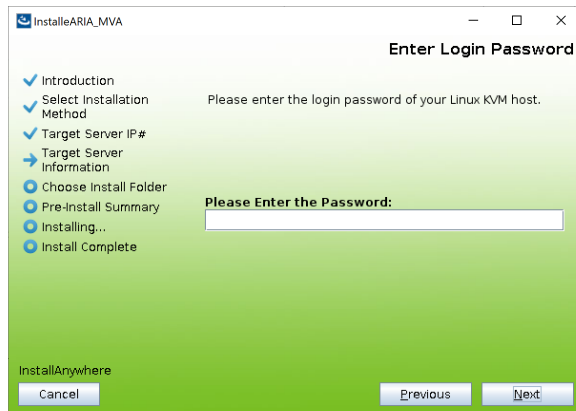 InstalleARIA_MVA
Enter Login Password
Introduction
Select Installation
Method
Target Server IP#
Target Server
Information
Choose Install Folder
Pre-Install Summary
Installing...
Install Complete
Please enter the login password of your Linux KVM host.
Please Enter the Password:
InstallAnywhere
Cancel
Previous
Next